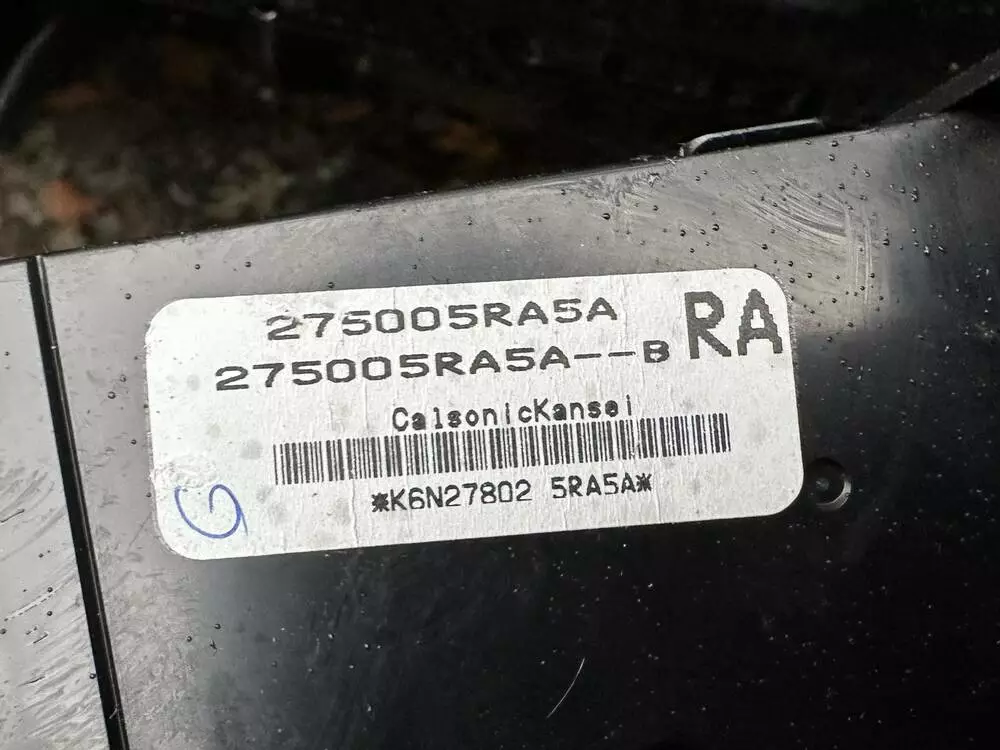 275005RA5A
275005RA5A--B
RA
CalsonicKansei
*K6N27802 5RA5A*
G